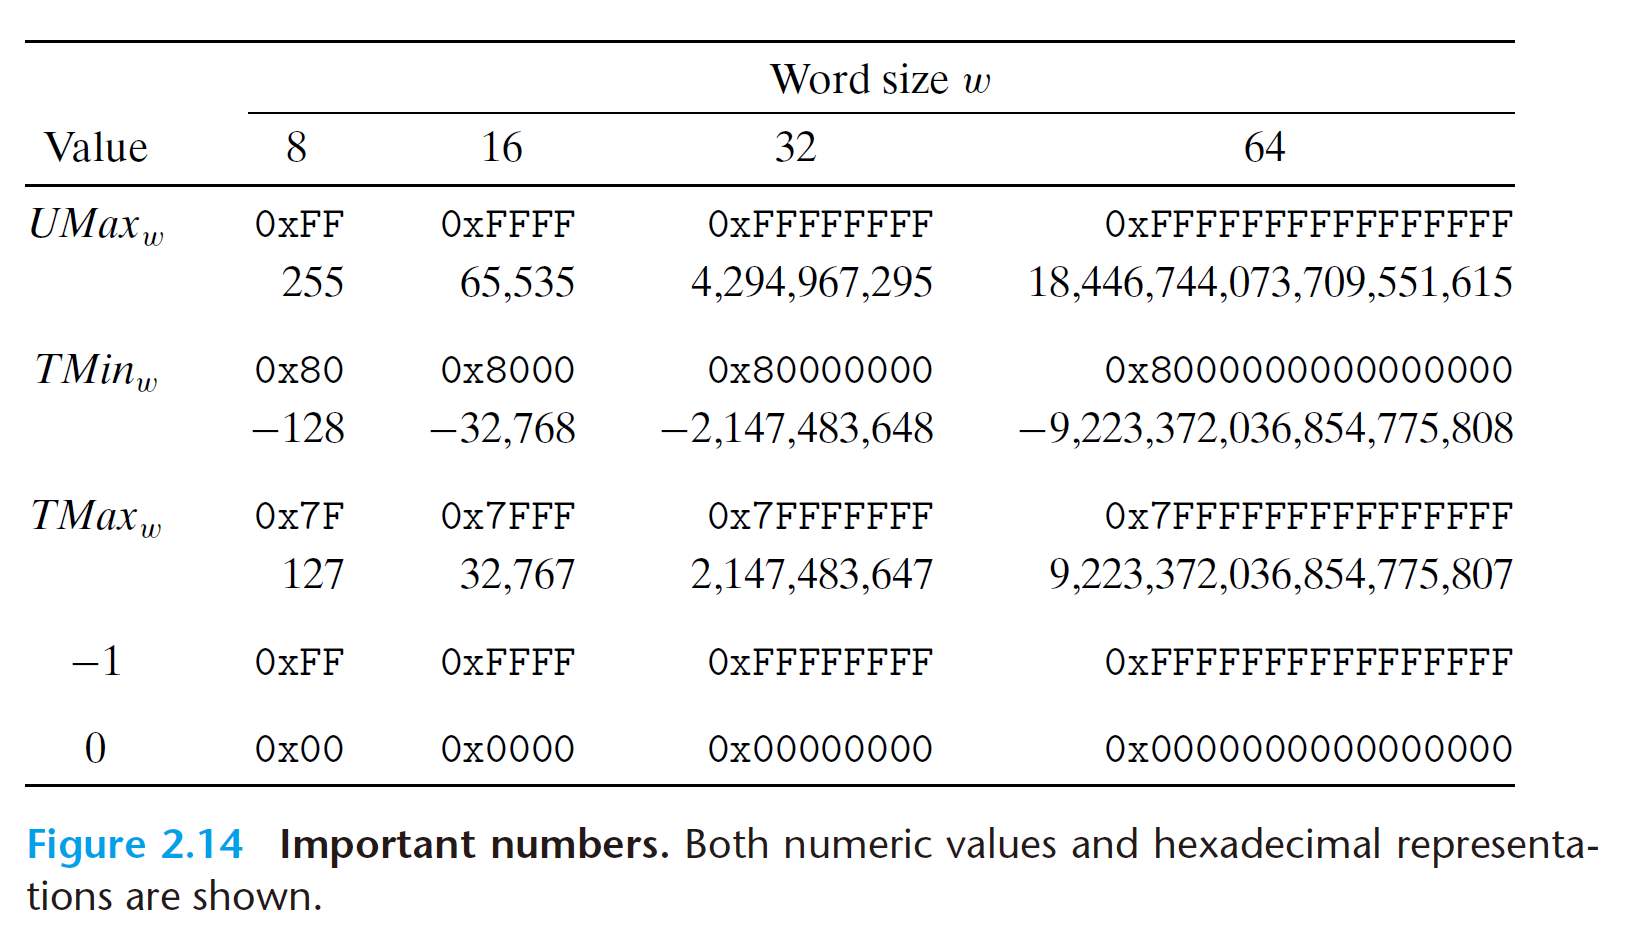 Word size w
Value 8 16 32 64
UMax_w 0xFF 0xFFFF 0xFFFFFFFF 0xFFFFFFFFFFFFFFFF
255 65,535 4,294,967,295 18,446,744,073,709,551,615
TMin_w 0x80 0x8000 0x80000000 0x8000000000000000
−128 −32,768 −2,147,483,648 −9,223,372,036,854,775,808
TMax_w 0x7F 0x7FFF 0x7FFFFFFF 0x7FFFFFFFFFFFFFFF
127 32,767 2,147,483,647 9,223,372,036,854,775,807
−1 0xFF 0xFFFF 0xFFFFFFFF 0xFFFFFFFFFFFFFFFF
0 0x00 0x0000 0x00000000 0x0000000000000000
Figure 2.14 Important numbers. Both numeric values and hexadecimal representa-
tions are shown.